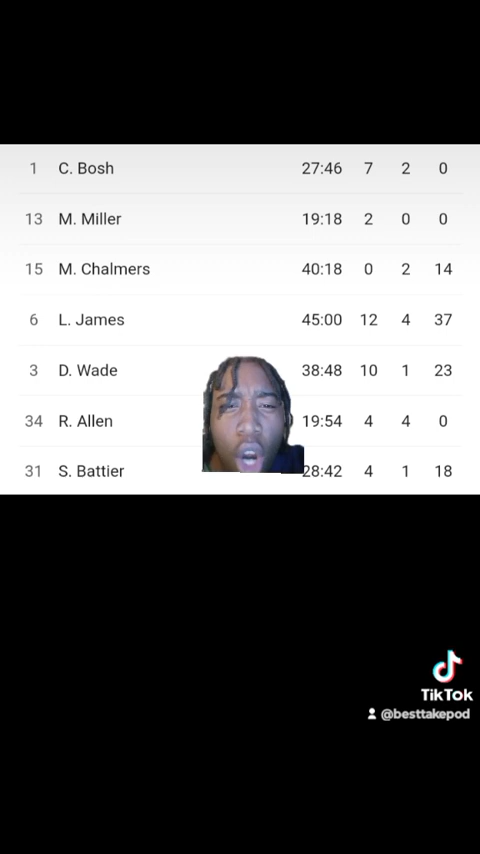 1 C. Bosh 27:46 7 2 0
13 M. Miller 19:18 2 0 0
15 M. Chalmers 40:18 0 2 14
6 L. James 45:00 12 4 37
3 D. Wade 38:48 10 1 23
34 R. Allen 19:54 4 4 0
31 S. Battier 28:42 4 1 18
TikTok
@besttakepod